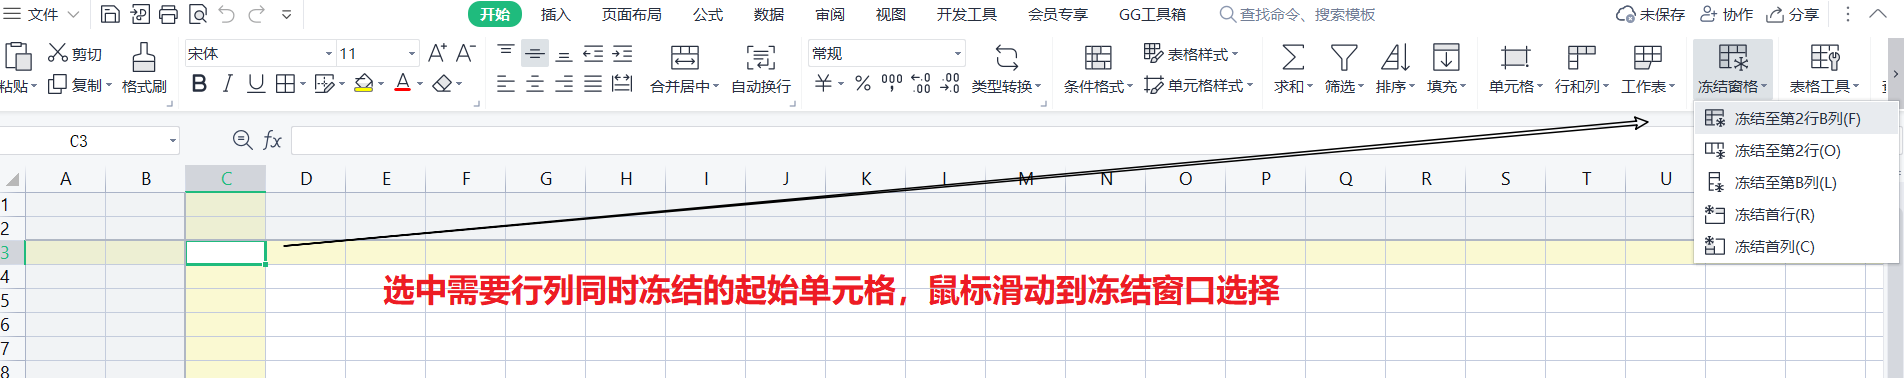 文件 开始 插入 页面布局 公式 数据 审阅 视图 开发工具 会员专享 GG工具箱 查找命令、搜索模板 未保存 协作 分享
剪切 宋体 11 A+ A- 常规 表格样式
粘贴 复制 格式刷 B I U A 合并居中 自动换行 ¥ % 000 ←.0 .00 .00 →.0 类型转换 条件格式 单元格样式 求和 筛选 排序 填充 单元格 行和列 工作表 冻结窗格 表格工具
C3 fx
冻结至第2行B列(F)
冻结至第2行(O)
冻结至第B列(L)
冻结首行(R)
冻结首列(C)
A B C D E F G H I J K L M N O P Q R S T U
1
2
3
4
选中需要行列同时冻结的起始单元格，鼠标滑动到冻结窗口选择
5
6
7
8